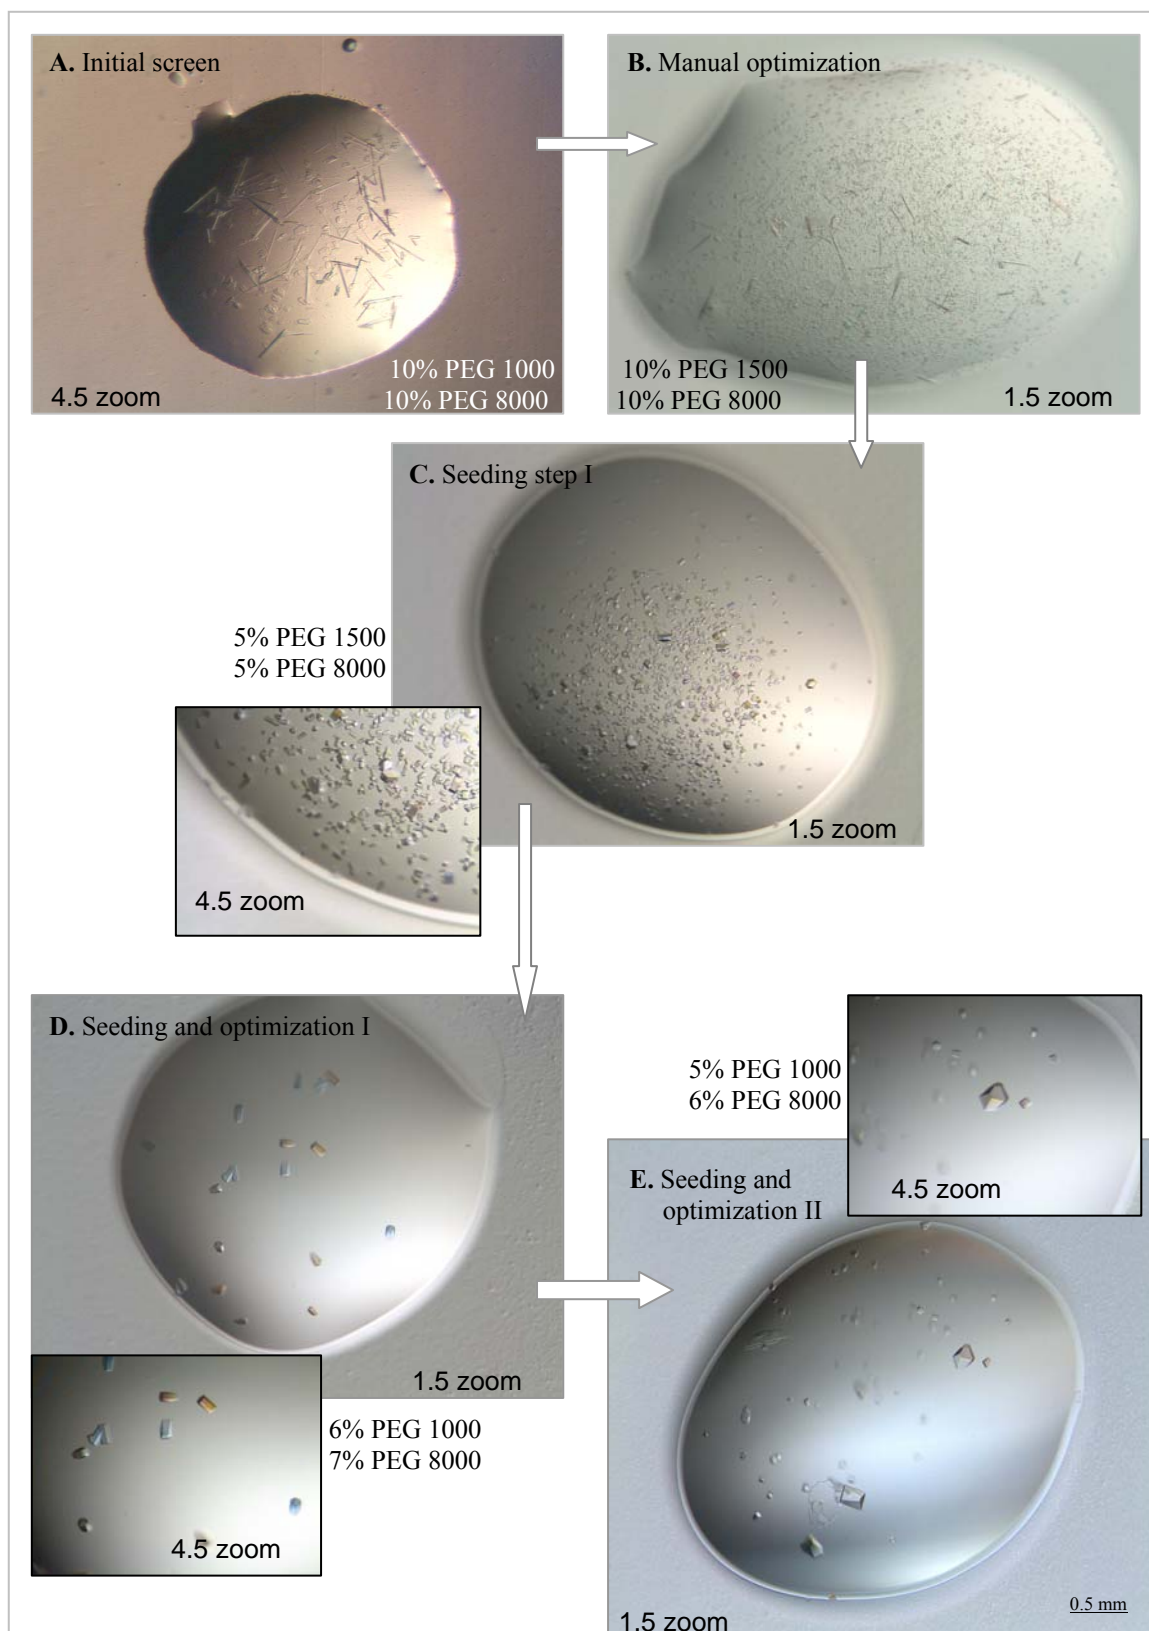 A. Initial screen
10% PEG 1000
4.5 zoom
10% PEG 8000
B. Manual optimization
10% PEG 1500
10% PEG 8000
1.5 zoom
C. Seeding step I
5% PEG 1500
5% PEG 8000
1.5 zoom
4.5 zoom
D. Seeding and optimization I
1.5 zoom
6% PEG 1000
7% PEG 8000
4.5 zoom
5% PEG 1000
6% PEG 8000
4.5 zoom
E. Seeding and
optimization II
0.5 mm
1.5 zoom